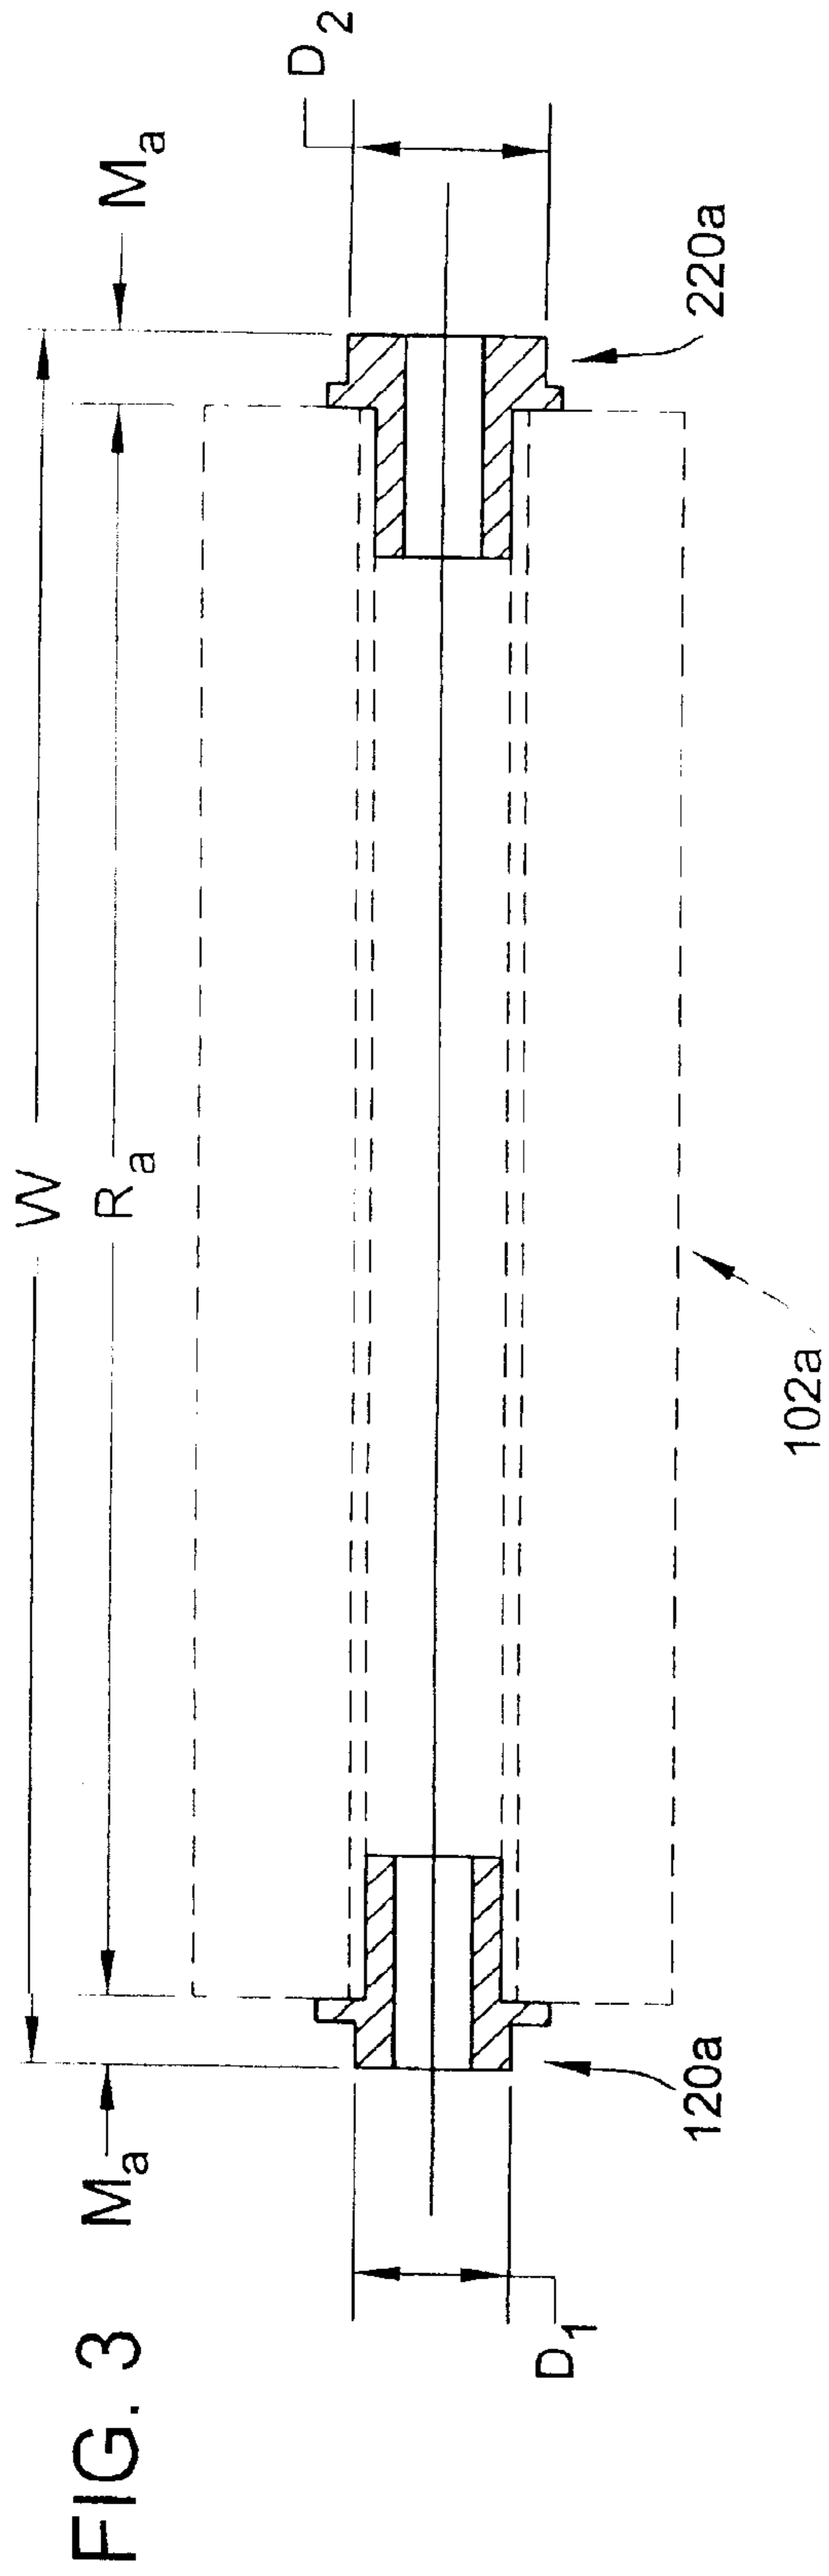 FIG. 3
W
Mₐ
Rₐ
Mₐ
D₁
D₂
120a
102a
220a